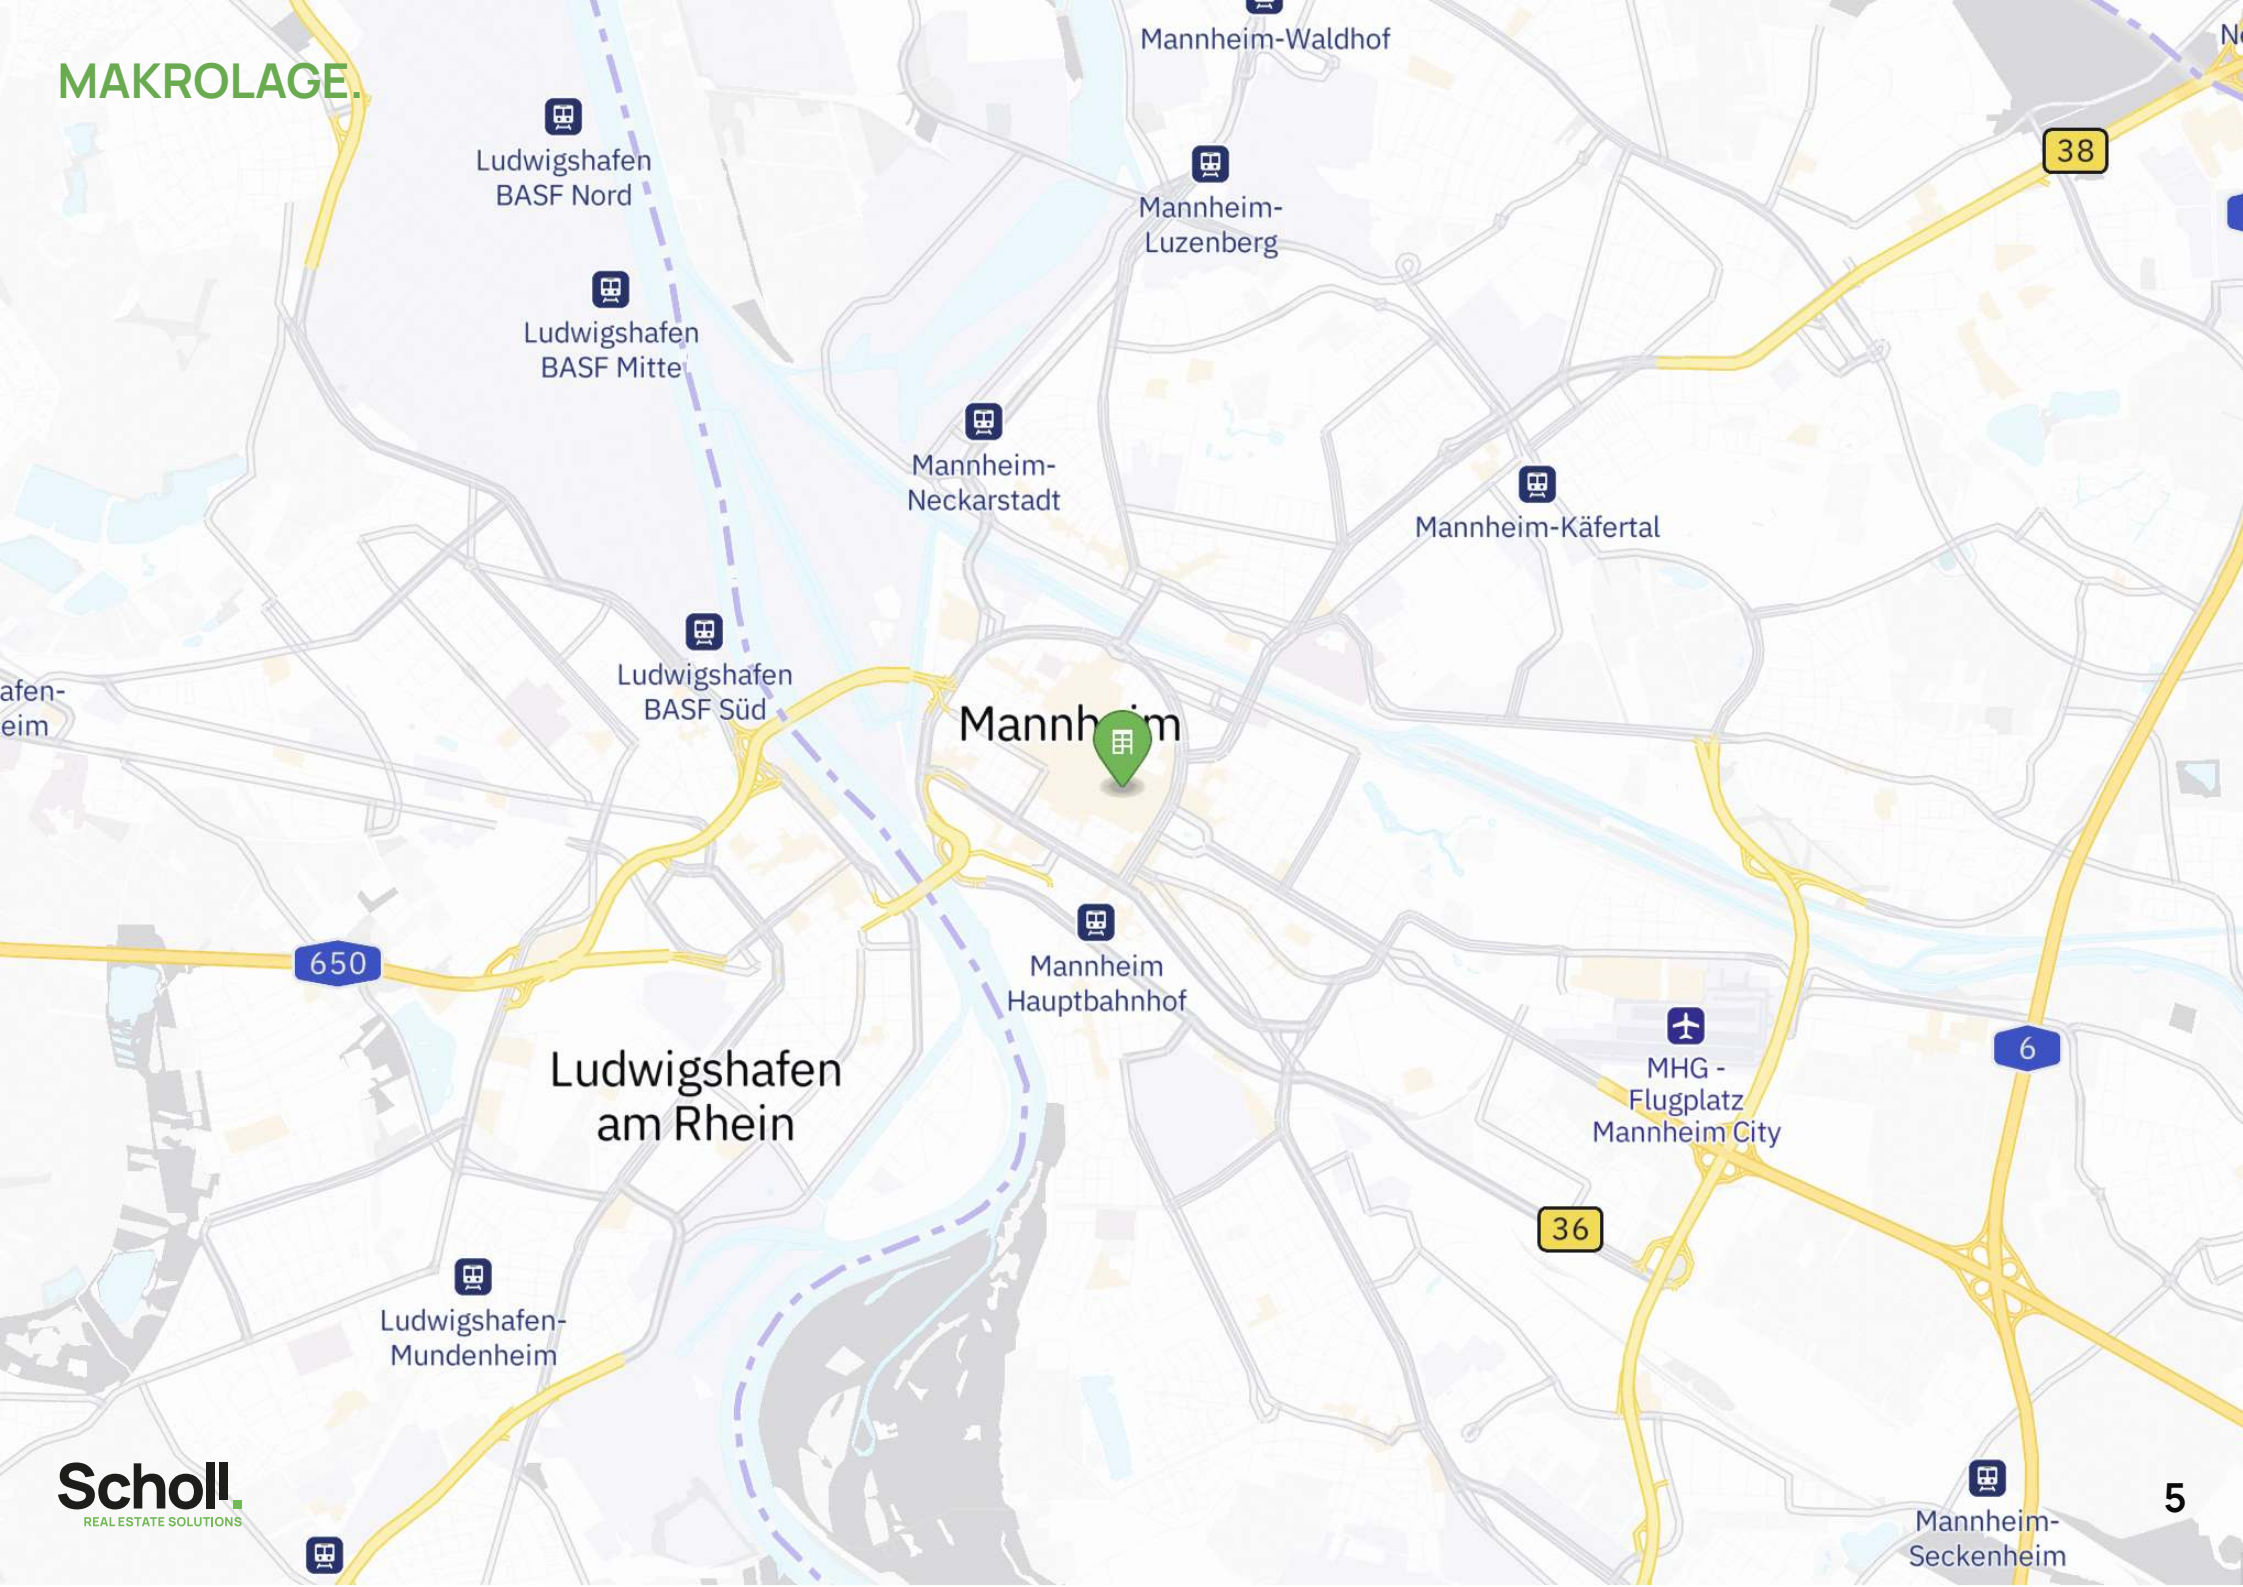 Mannheim-Waldhof
MAKROLAGE.
38
Ludwigshafen
BASF Nord
Mannheim-
Luzenberg
Ludwigshafen
BASF Mitte
Mannheim-
Neckarstadt
Mannheim-Käfertal
Ludwigshafen
BASF Süd
afen-
eim
Mannheim
650
Mannheim
Hauptbahnhof
MHG -
Flugplatz
Mannheim City
6
Ludwigshafen
am Rhein
36
Ludwigshafen-
Mundenheim
Scholl.
REAL ESTATE SOLUTIONS
5
Mannheim-
Seckenheim